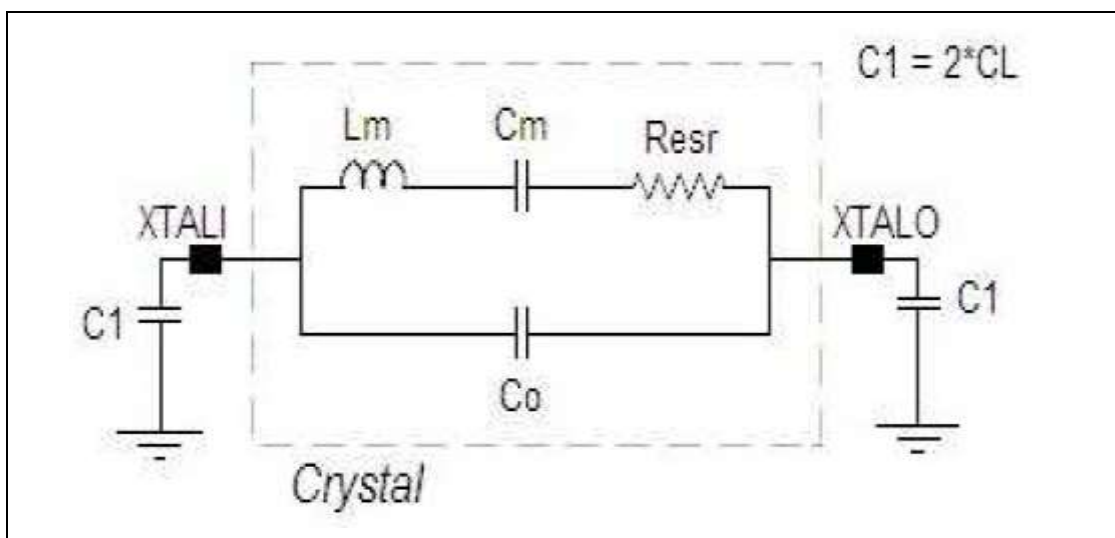 C1 = 2*CL
Lm
Cm
Resr
XTALI
XTALO
C1
C1
Co
Crystal